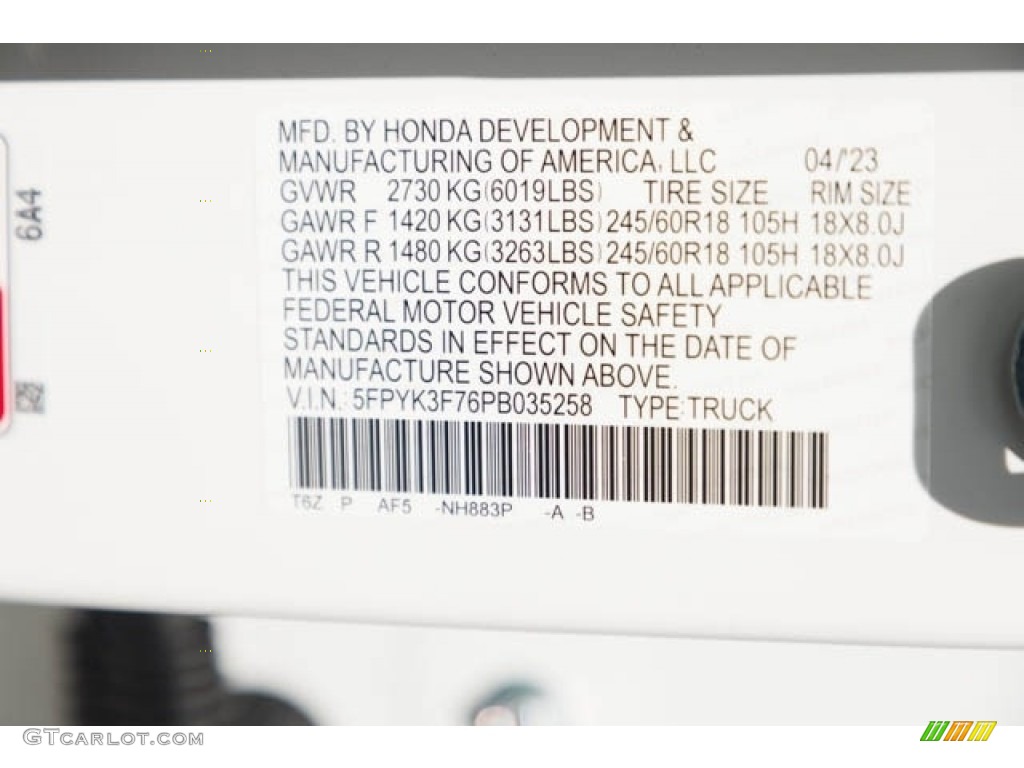 MFD. BY HONDA DEVELOPMENT &
MANUFACTURING OF AMERICA, LLC 04/'23
GVWR 2730 KG(6019LBS) TIRE SIZE RIM SIZE
GAWR F 1420 KG(3131LBS) 245/60R18 105H 18X8.0J
GAWR R 1480 KG(3263LBS) 245/60R18 105H 18X8.0J
THIS VEHICLE CONFORMS TO ALL APPLICABLE
FEDERAL MOTOR VEHICLE SAFETY
STANDARDS IN EFFECT ON THE DATE OF
MANUFACTURE SHOWN ABOVE.
V.I.N.: 5FPYK3F76PB035258 TYPE:TRUCK
T6Z P AF5 -NH883P -A -B
6A4
GTCARLOT.COM